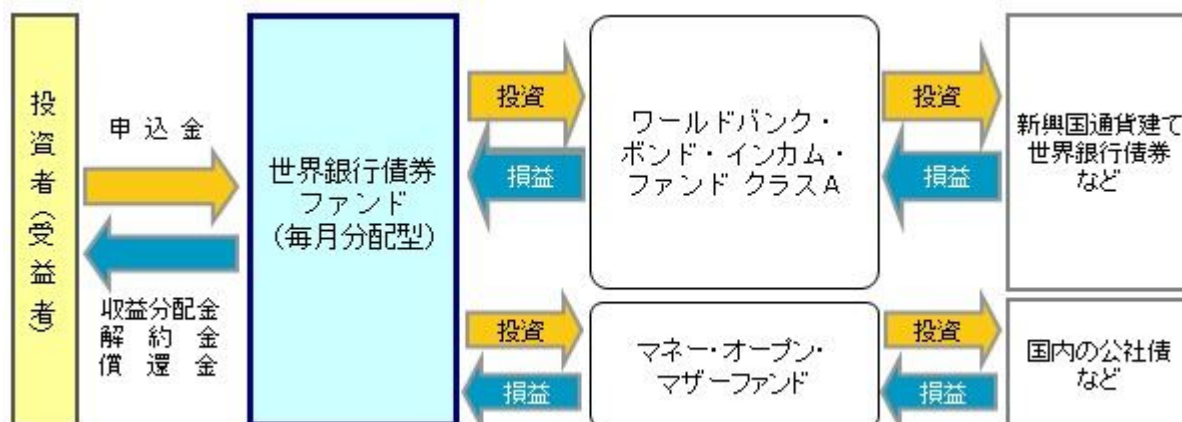 投資者(受益者)
申込金
収益分配金
解約金
償還金
世界銀行債券
ファンド
(毎月分配型)
投資
損益
ワールドバンク・
ボンド・インカム・
ファンド クラスA
投資
損益
新興国通貨建て
世界銀行債券
など
投資
損益
マネー・オープン・
マザーファンド
投資
損益
国内の公社債
など